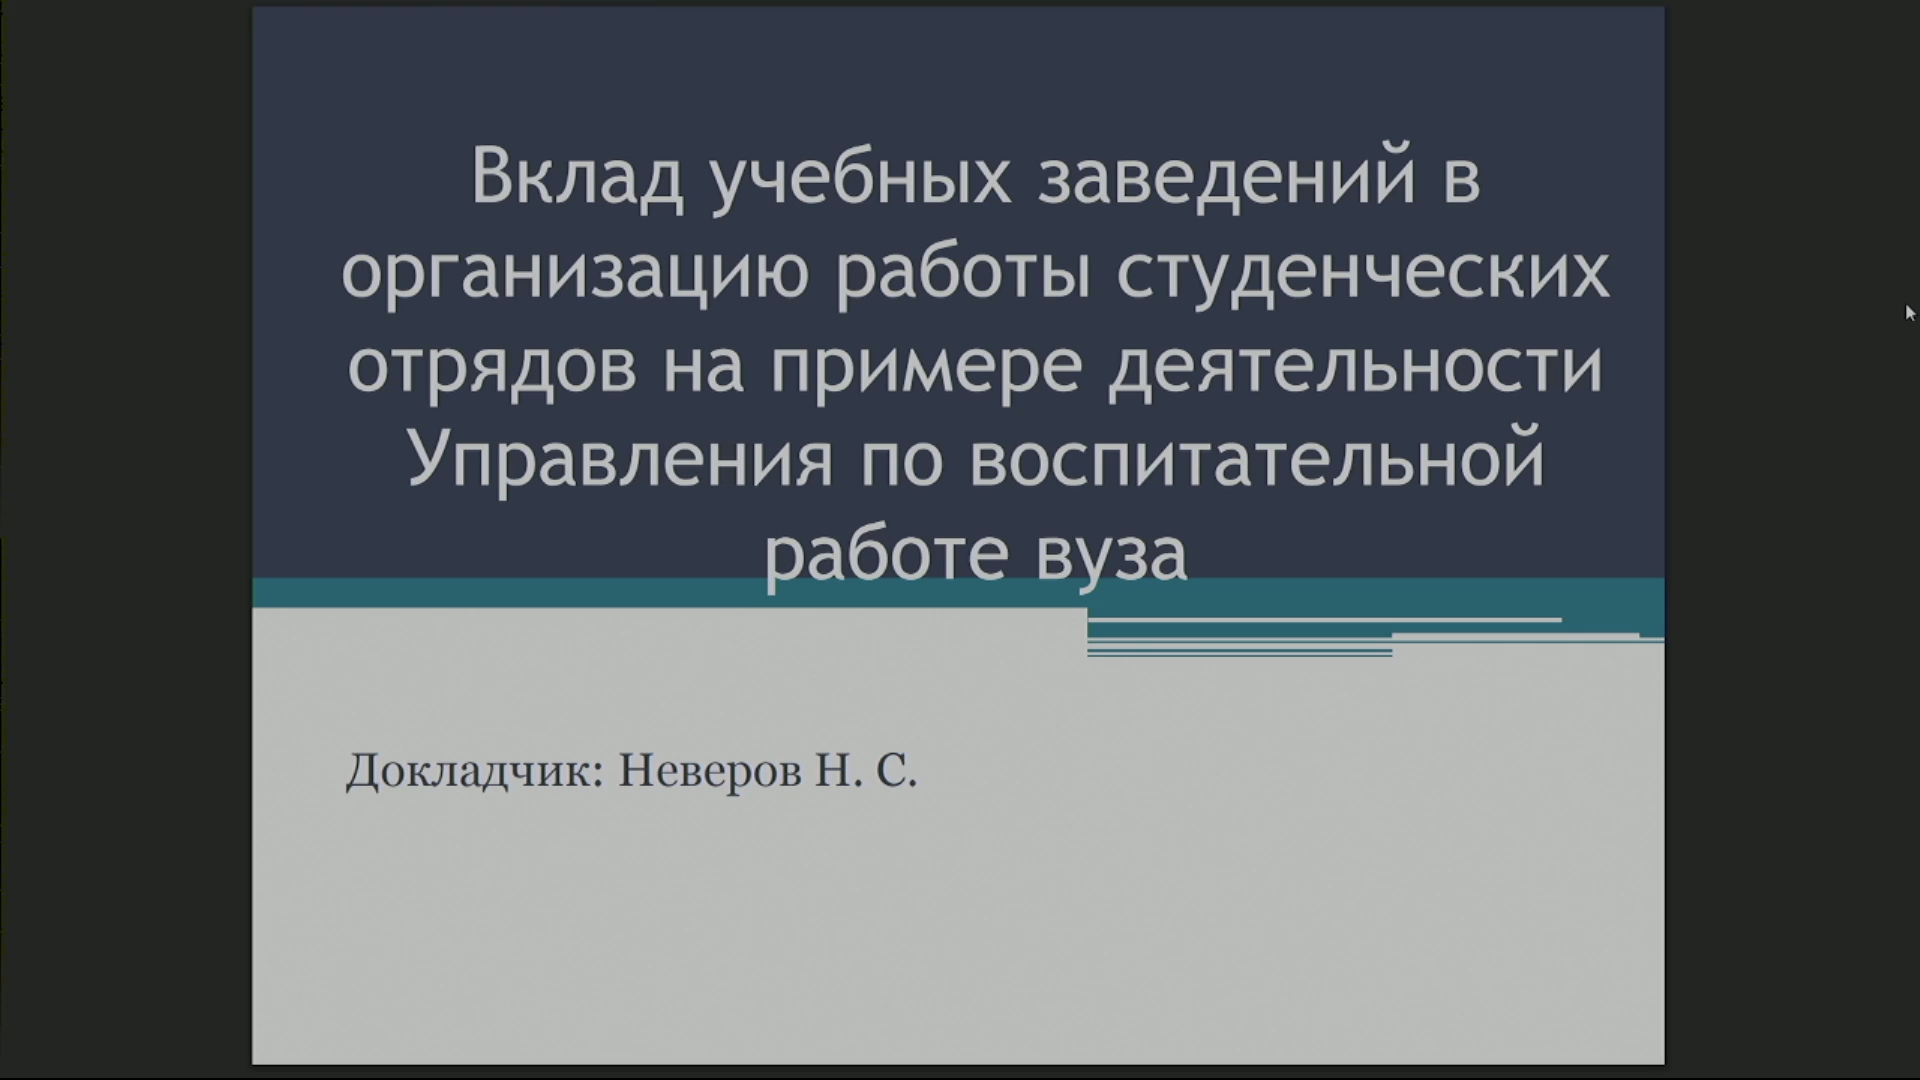 Вклад учебных заведений в
организацию работы студенческих
отрядов на примере деятельности
Управления по воспитательной
работе вуза
Докладчик: Неверов Н. С.